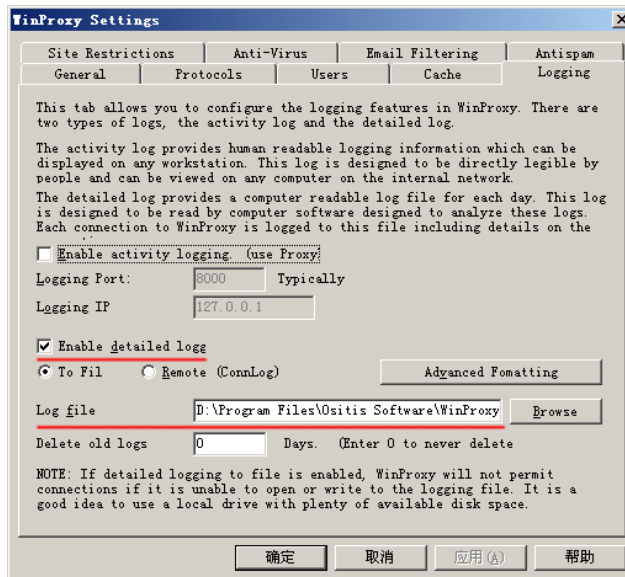 WinProxy Settings
Site Restrictions Anti-Virus Email Filtering Antispam
General Protocols Users Cache Logging
This tab allows you to configure the logging features in WinProxy. There are
two types of logs, the activity log and the detailed log.
The activity log provides human readable logging information which can be
displayed on any workstation. This log is designed to be directly legible by
people and can be viewed on any computer on the internal network.
The detailed log provides a computer readable log file for each day. This log
is designed to be read by computer software designed to analyze these logs.
Each connection to WinProxy is logged to this file including details on the
Enable activity logging. (use Proxy
Logging Port: 8000 Typically
Logging IP 127.0.0.1
Enable detailed logg
To Fil Remote (ConnLog) Advanced Fomatting
Log file D:\Program Files\Ositis Software\WinProxy Browse
Delete old logs 0 Days. (Enter 0 to never delete
NOTE: If detailed logging to file is enabled, WinProxy will not permit
connections if it is unable to open or write to the logging file. It is a
good idea to use a local drive with plenty of available disk space.
确定 取消 应用(A) 帮助